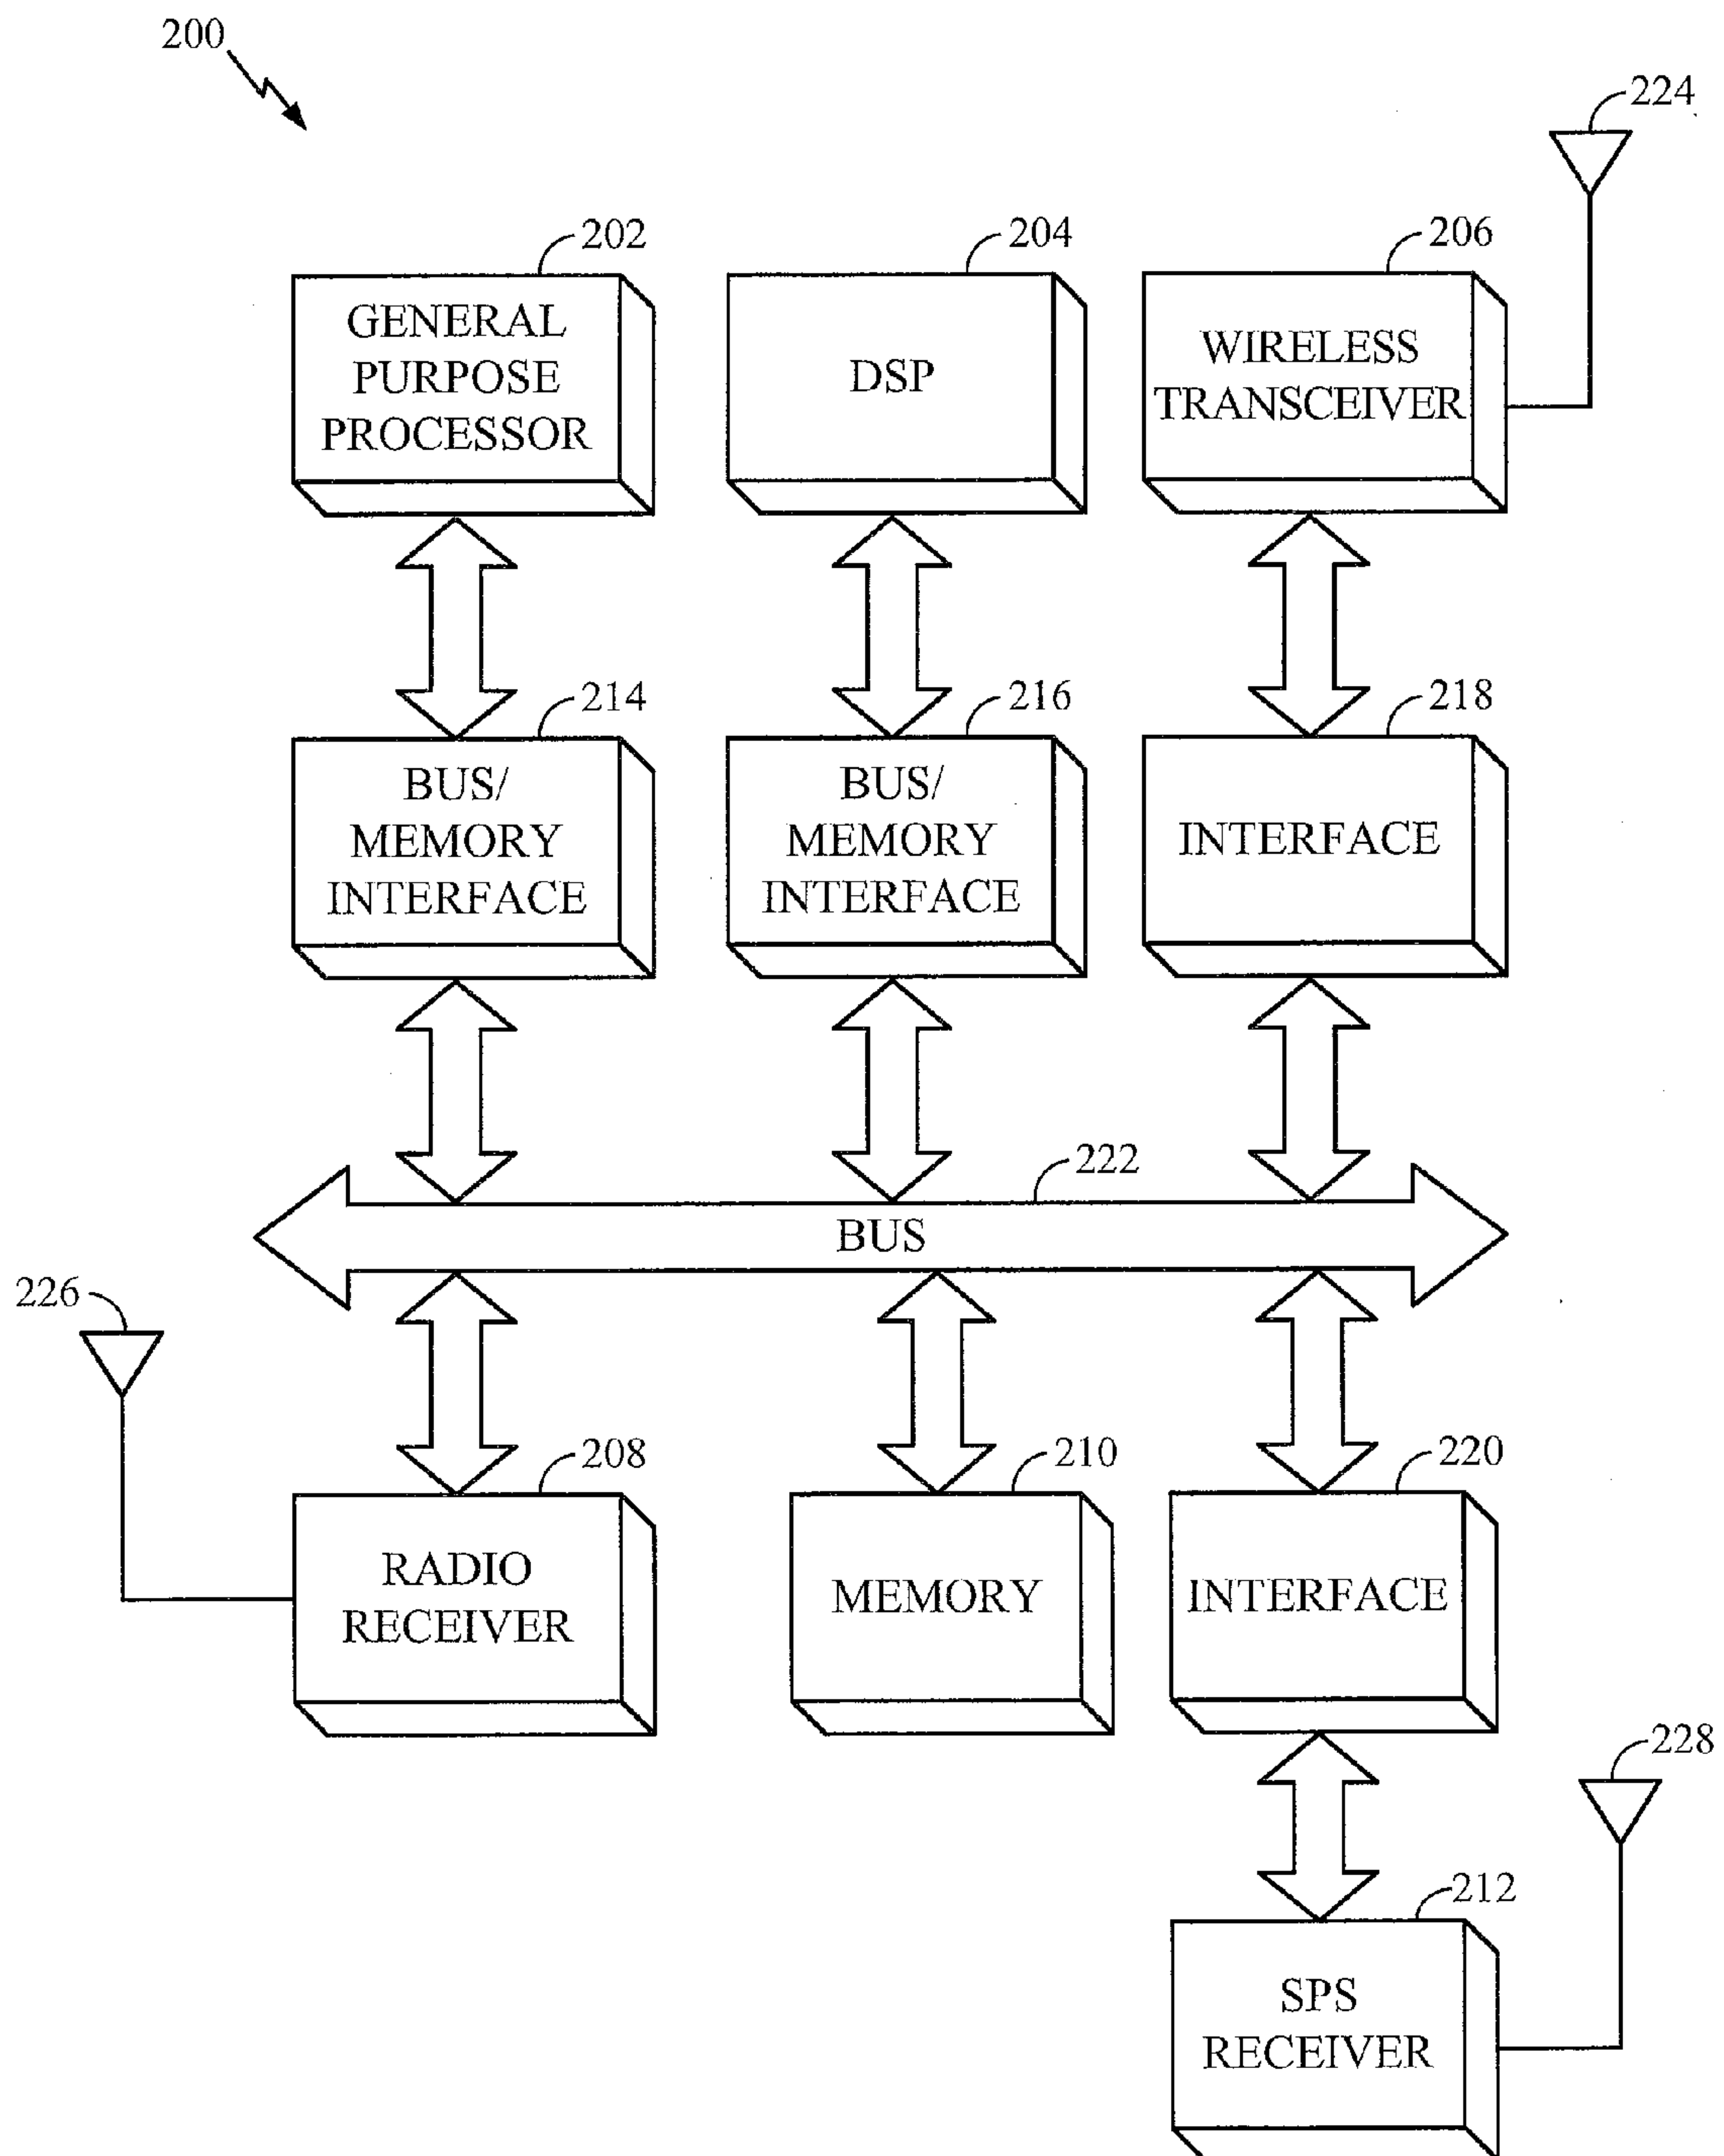 200
224
202
204
206
GENERAL
PURPOSE
PROCESSOR
DSP
WIRELESS
TRANSCEIVER
214
216
218
BUS/
MEMORY
INTERFACE
BUS/
MEMORY
INTERFACE
INTERFACE
222
BUS
226
208
210
220
RADIO
RECEIVER
MEMORY
INTERFACE
228
212
SPS
RECEIVER